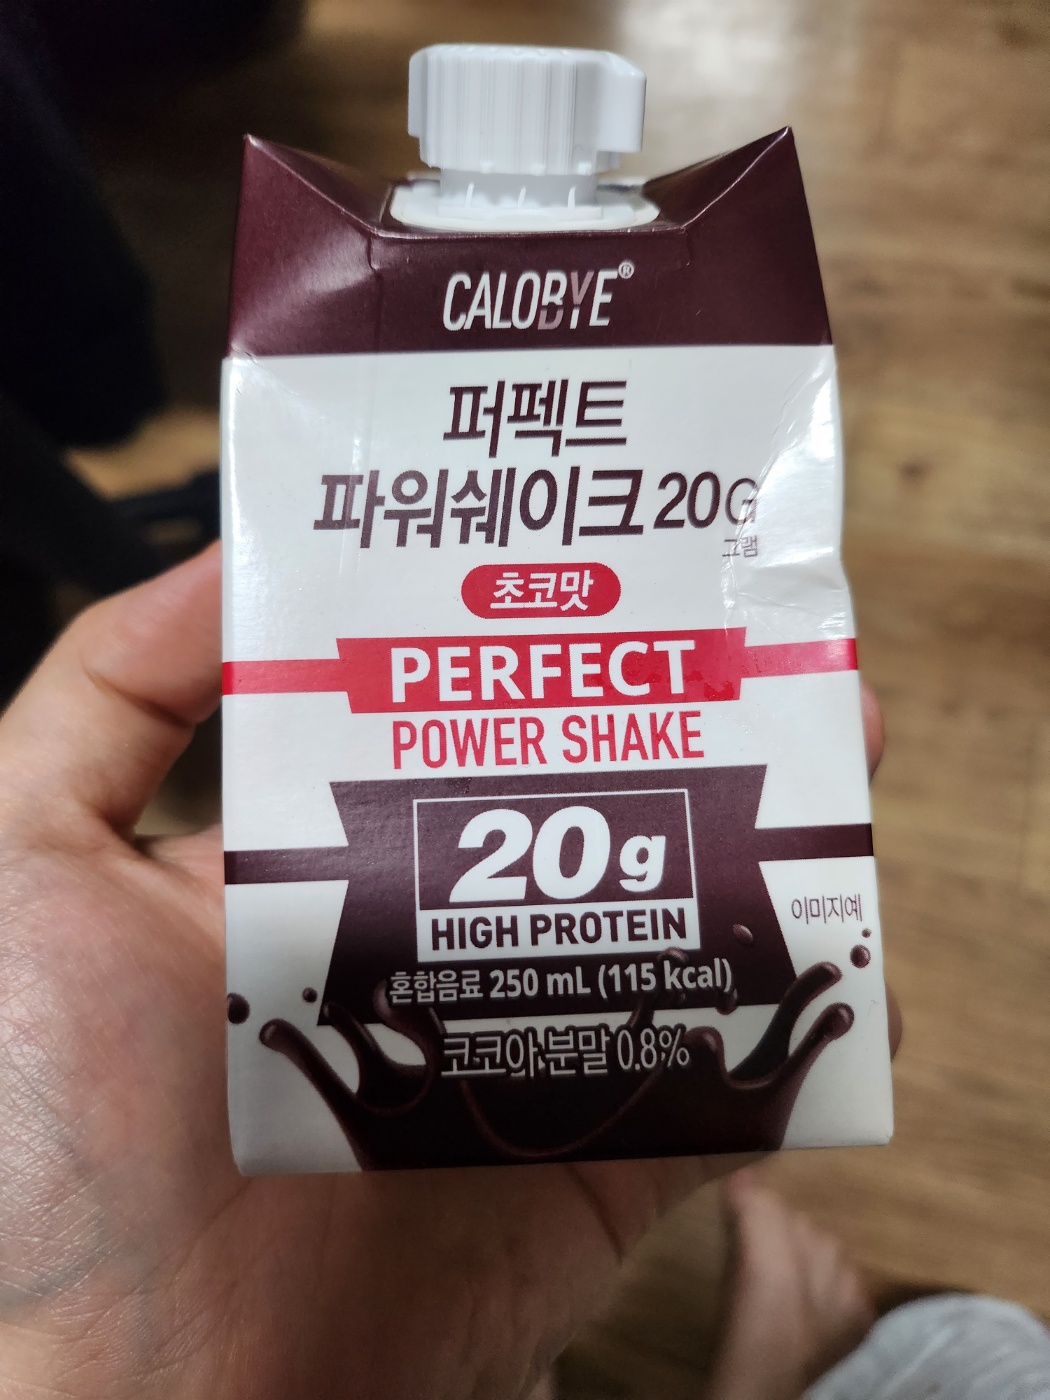 CALOBYE®
퍼펙트
파워쉐이크 20G
그램
초코맛
PERFECT
POWER SHAKE
20g
HIGH PROTEIN
이미지예
혼합음료 250 mL (115 kcal)
코코아분말 0.8%